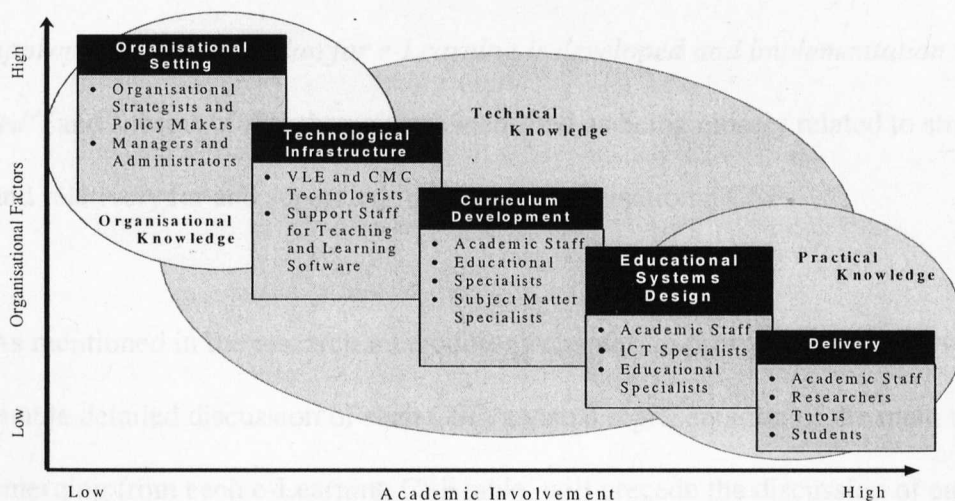 High
Organisational Factors
Low
Organisational
Setting
• Organisational
Strategists and
Policy Makers
• Managers and
Administrators
Organisational
Knowledge
Technical
Knowledge
Technological
Infrastructure
• VLE and CMC
Technologists
• Support Staff
for Teaching
and Learning
Software
Curriculum
Development
• Academic Staff
• Educational
Specialists
• Subject Matter
Specialists
Educational
Systems
Design
• Academic Staff
• ICT Specialists
• Educational
Specialists
Practical
Knowledge
Delivery
• Academic Staff
• Researchers
• Tutors
• Students
Low
Academic Involvement
High